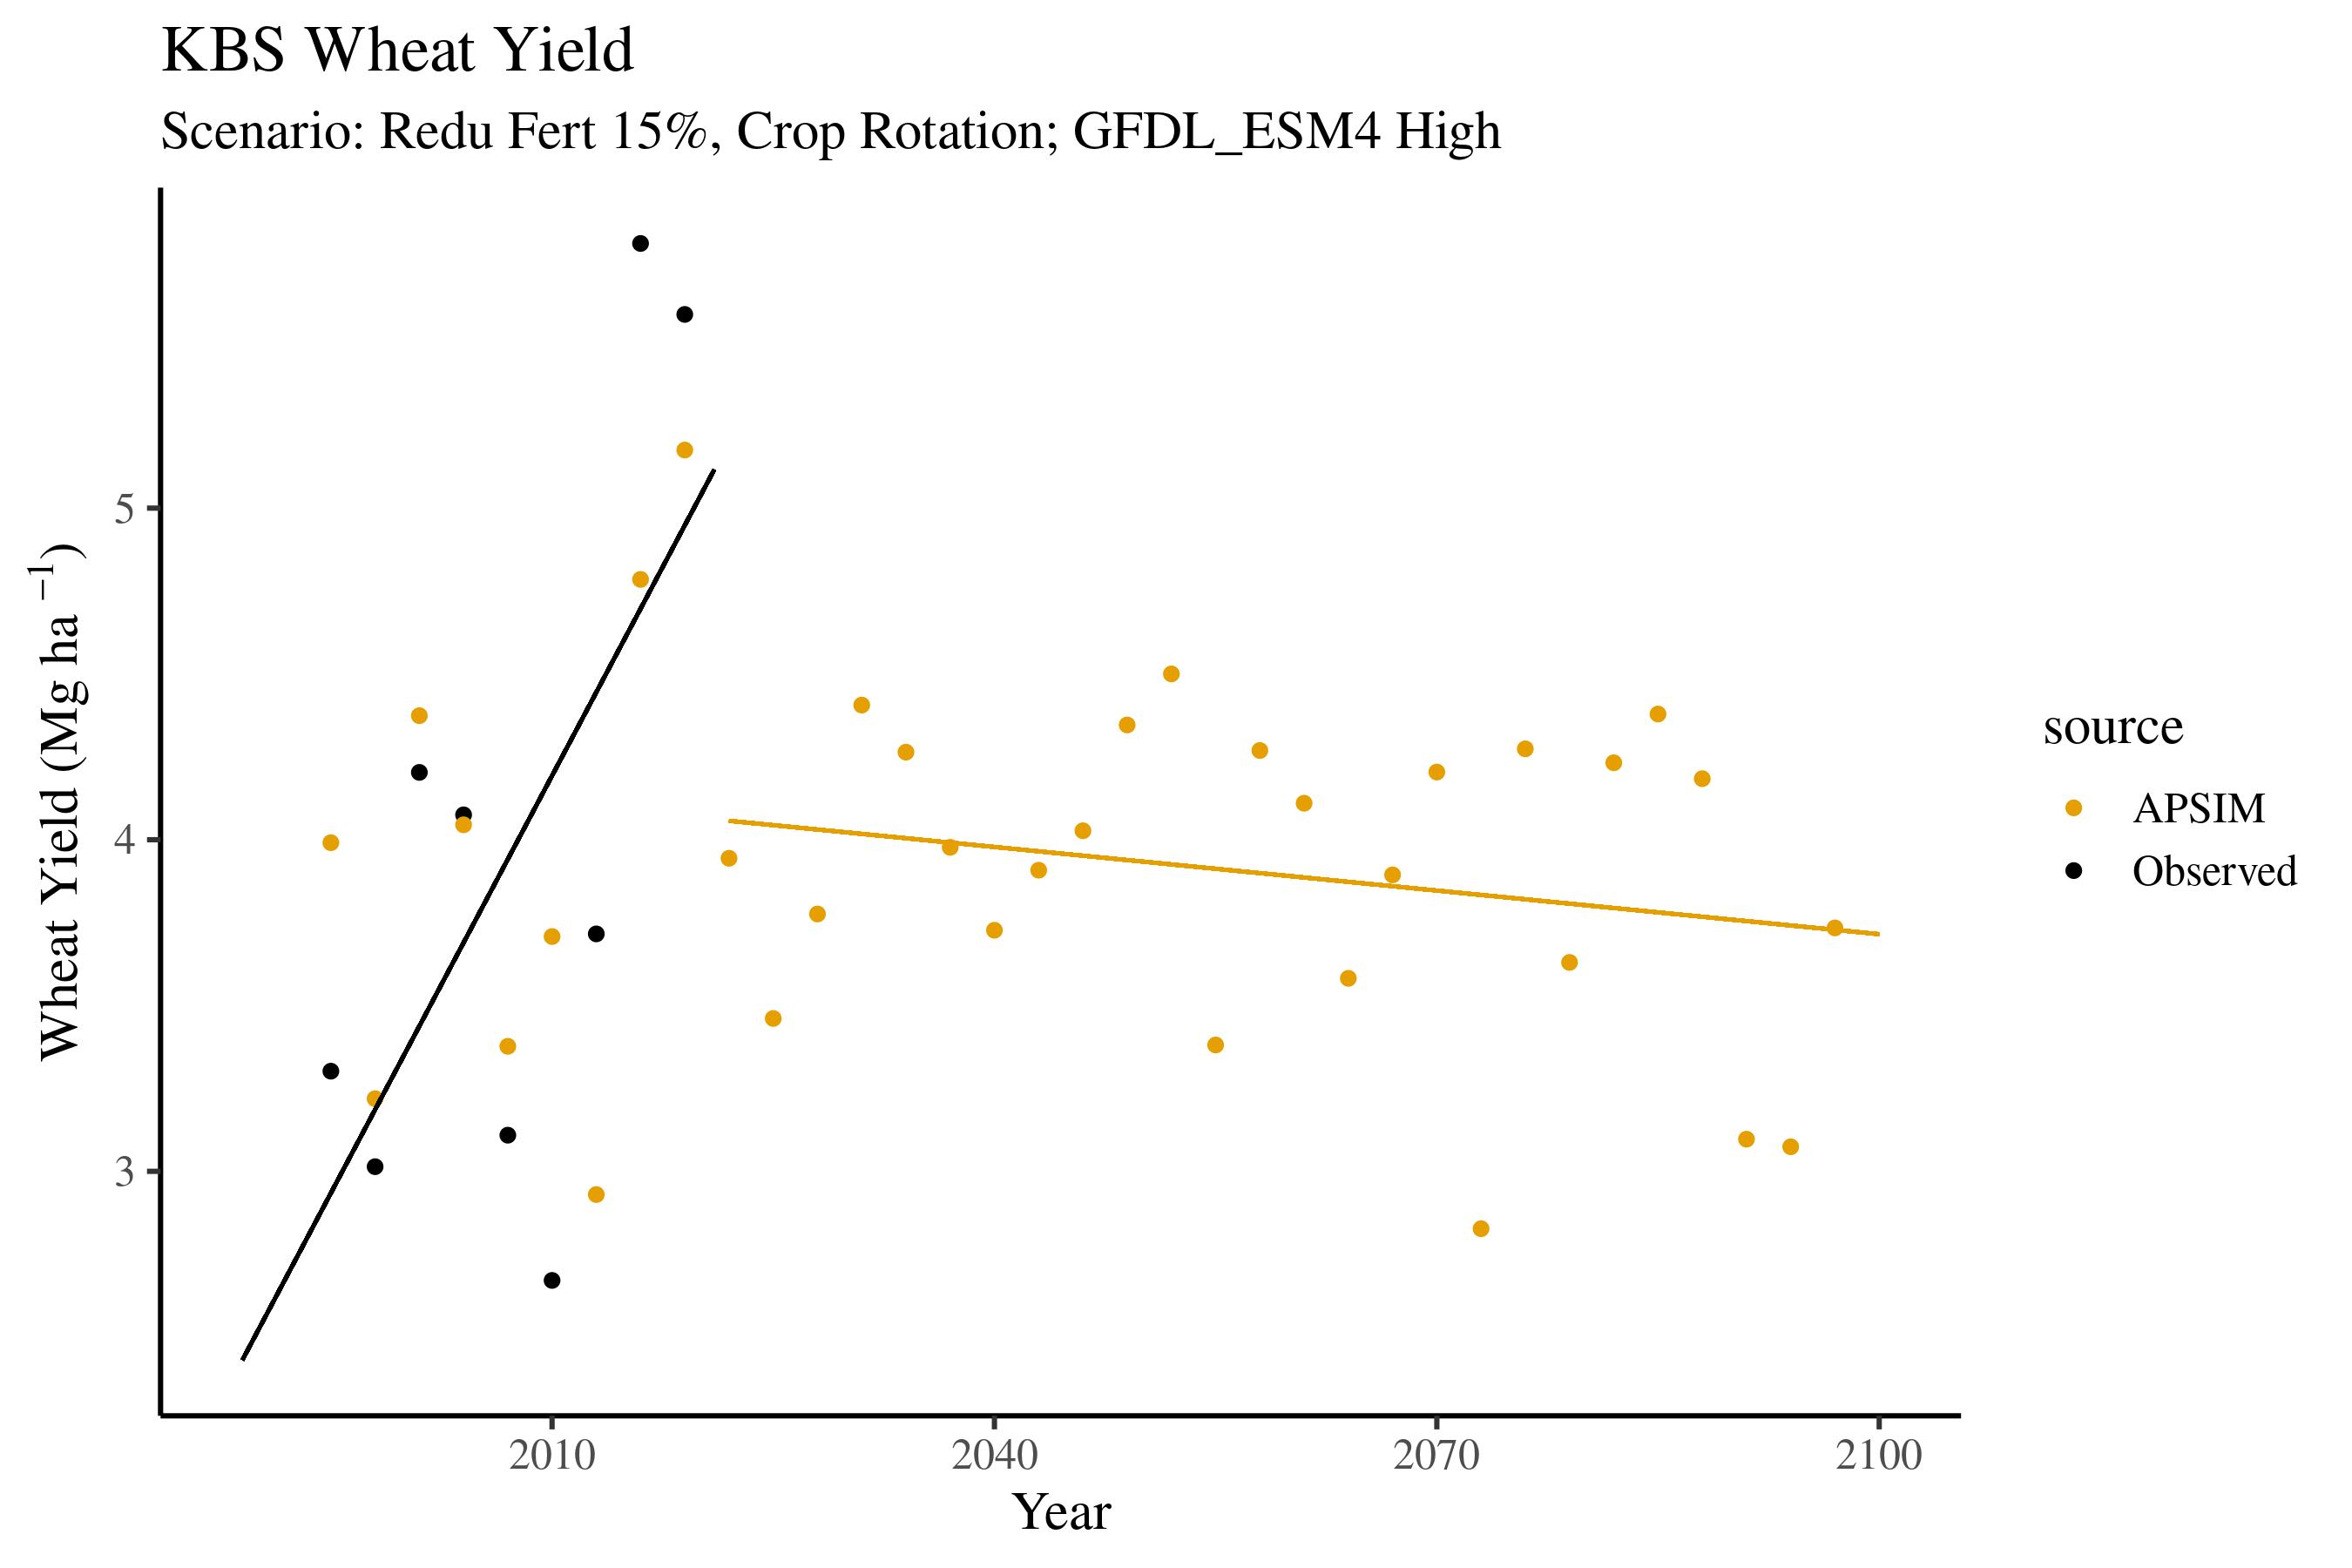 KBS Wheat Yield
Scenario: Redu Fert 15%, Crop Rotation; GFDL_ESM4 High
Wheat Yield (Mg ha⁻¹)
5
4
3
2010 2040 2070 2100
Year
source
APSIM
Observed